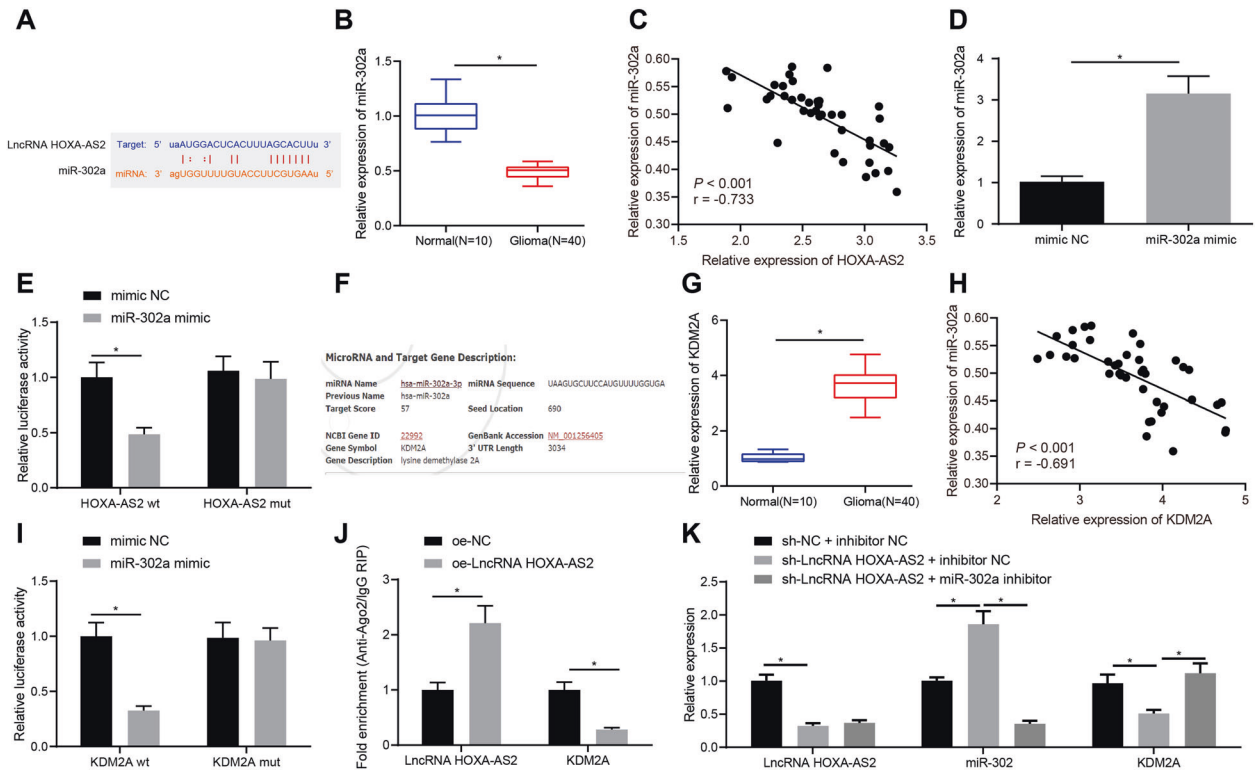 A
LncRNA HOXA-AS2
Target: 5' uaAUGGACUCACUUUAGCACUUu 3'
miR-302a
miRNA: 3' agUGGUUUUGUACCUUCGUGAAu 5'
B
Relative expression of miR-302a
1.5
1.0
0.5
0.0
*
Normal(N=10) Glioma(N=40)
C
Relative expression of miR-302a
0.60
0.55
0.50
0.45
0.40
0.35
0.30
P < 0.001
r = -0.733
1.5 2.0 2.5 3.0 3.5
Relative expression of HOXA-AS2
D
Relative expression of miR-302a
4
3
2
1
0
*
mimic NC miR-302a mimic
E
mimic NC
miR-302a mimic
Relative luciferase activity
1.5
1.0
0.5
0.0
*
HOXA-AS2 wt HOXA-AS2 mut
F
MicroRNA and Target Gene Description:
miRNA Name hsa-miR-302a-3p miRNA Sequence UAAGUGCUUCCAUGUUUUGGUGA
Previous Name hsa-miR-302a
Target Score 57 Seed Location 690
NCBI Gene ID 22992 GenBank Accession NM_001256405
Gene Symbol KDM2A 3' UTR Length 3034
Gene Description lysine demethylase 2A
G
Relative expression of KDM2A
6
4
2
0
*
Normal(N=10) Glioma(N=40)
H
Relative expression of miR-302a
0.60
0.55
0.50
0.45
0.40
0.35
0.30
P < 0.001
r = -0.691
2 3 4 5
Relative expression of KDM2A
I
mimic NC
miR-302a mimic
Relative luciferase activity
1.5
1.0
0.5
0.0
*
KDM2A wt KDM2A mut
J
oe-NC
oe-LncRNA HOXA-AS2
Fold enrichment (Anti-Ago2/IgG RIP)
3
2
1
0
*
*
LncRNA HOXA-AS2 KDM2A
K
sh-NC + inhibitor NC
sh-LncRNA HOXA-AS2 + inhibitor NC
sh-LncRNA HOXA-AS2 + miR-302a inhibitor
Relative expression
2.5
2.0
1.5
1.0
0.5
0.0
*
* *
* *
LncRNA HOXA-AS2 miR-302 KDM2A